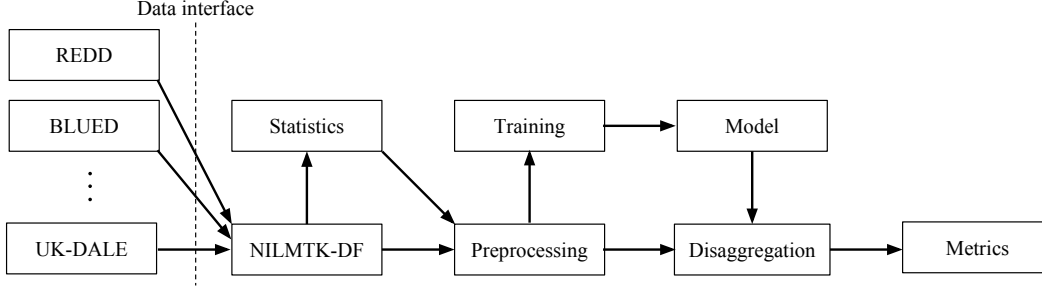 Data interface
REDD
BLUED
Statistics
Training
Model
UK-DALE
NILMTK-DF
Preprocessing
Disaggregation
Metrics